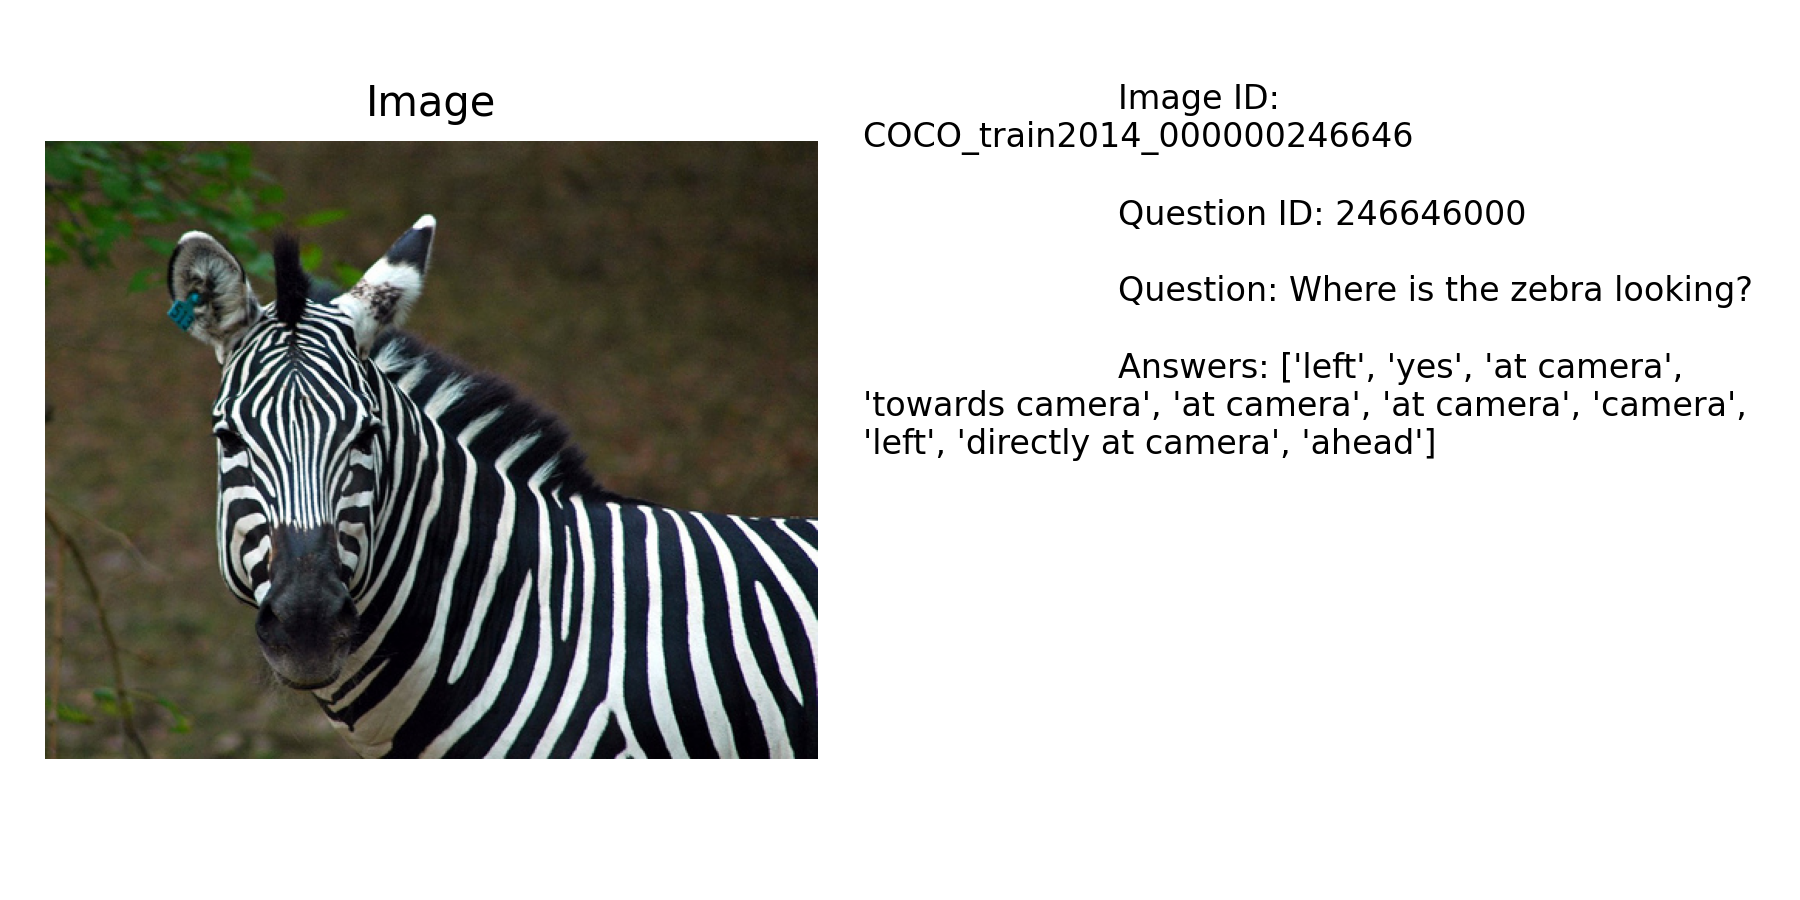 Image
Image ID:
COCO_train2014_000000246646
Question ID: 246646000
Question: Where is the zebra looking?
Answers: ['left', 'yes', 'at camera',
'towards camera', 'at camera', 'at camera', 'camera',
'left', 'directly at camera', 'ahead']